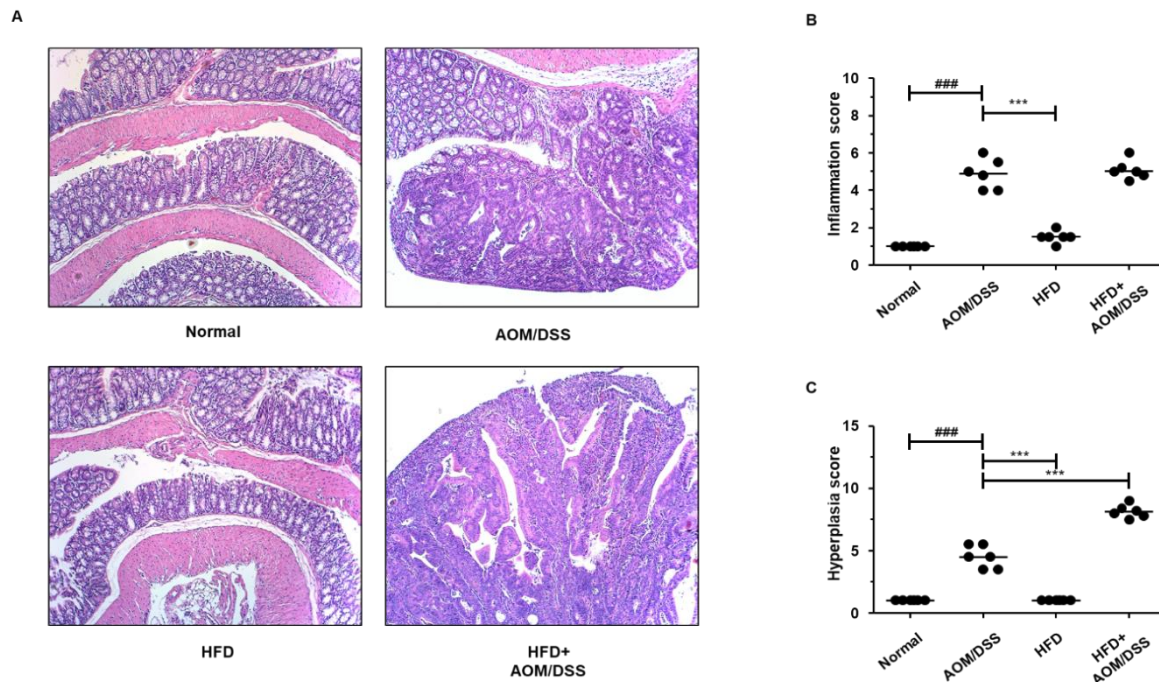 A
Normal
AOM/DSS
HFD
HFD+
AOM/DSS
B
Inflammation score
10
8
6
4
2
0
###
***
Normal
AOM/DSS
HFD
HFD+
AOM/DSS
C
Hyperplasia score
15
10
5
0
###
***
***
Normal
AOM/DSS
HFD
HFD+
AOM/DSS